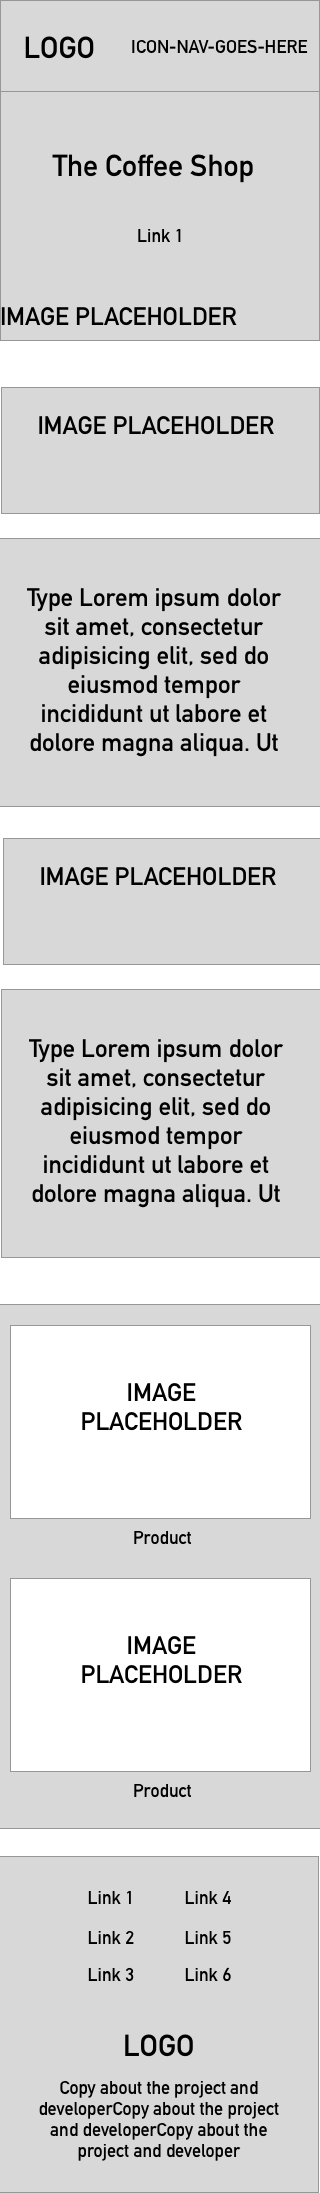 LOGO ICON-NAV-GOES-HERE
The Coffee Shop
Link 1
IMAGE PLACEHOLDER
IMAGE PLACEHOLDER
Type Lorem ipsum dolor
sit amet, consectetur
adipisicing elit, sed do
eiusmod tempor
incididunt ut labore et
dolore magna aliqua. Ut
IMAGE PLACEHOLDER
Type Lorem ipsum dolor
sit amet, consectetur
adipisicing elit, sed do
eiusmod tempor
incididunt ut labore et
dolore magna aliqua. Ut
IMAGE
PLACEHOLDER
Product
IMAGE
PLACEHOLDER
Product
Link 1 Link 4
Link 2 Link 5
Link 3 Link 6
LOGO
Copy about the project and
developerCopy about the project
and developerCopy about the
project and developer